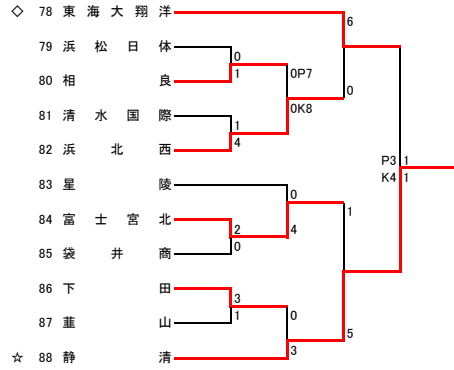 ◇ 78 東海大翔洋 6
79 浜松日体 0
80 相良 1 0P7
81 清水国際 1 0K8 0
82 浜北西 4
P3 1
K4 1
83 星陵 0
84 富士宮北 2 4 1
85 袋井商 0
86 下田 3
87 韮山 1 0 5
☆ 88 静清 3